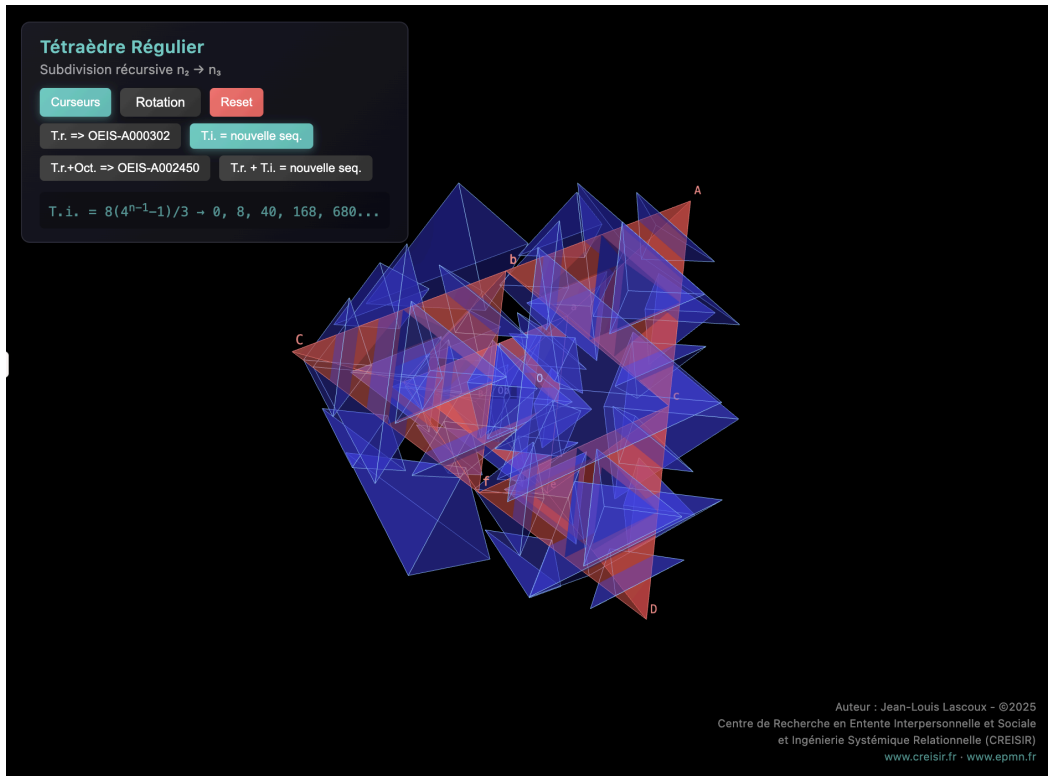 Tétraèdre Régulier
Subdivision récursive n₂ → n₃
Curseurs Rotation Reset
T.r. => OEIS-A000302 T.i. = nouvelle seq.
T.r.+Oct. => OEIS-A002450 T.r. + T.i. = nouvelle seq.
T.i. = 8(4ⁿ⁻¹−1)/3 → 0, 8, 40, 168, 680...
A
b
C
O
c
f
e
D
Auteur : Jean-Louis Lascoux - ©2025
Centre de Recherche en Entente Interpersonnelle et Sociale
et Ingénierie Systémique Relationnelle (CREISIR)
www.creisir.fr · www.epmn.fr